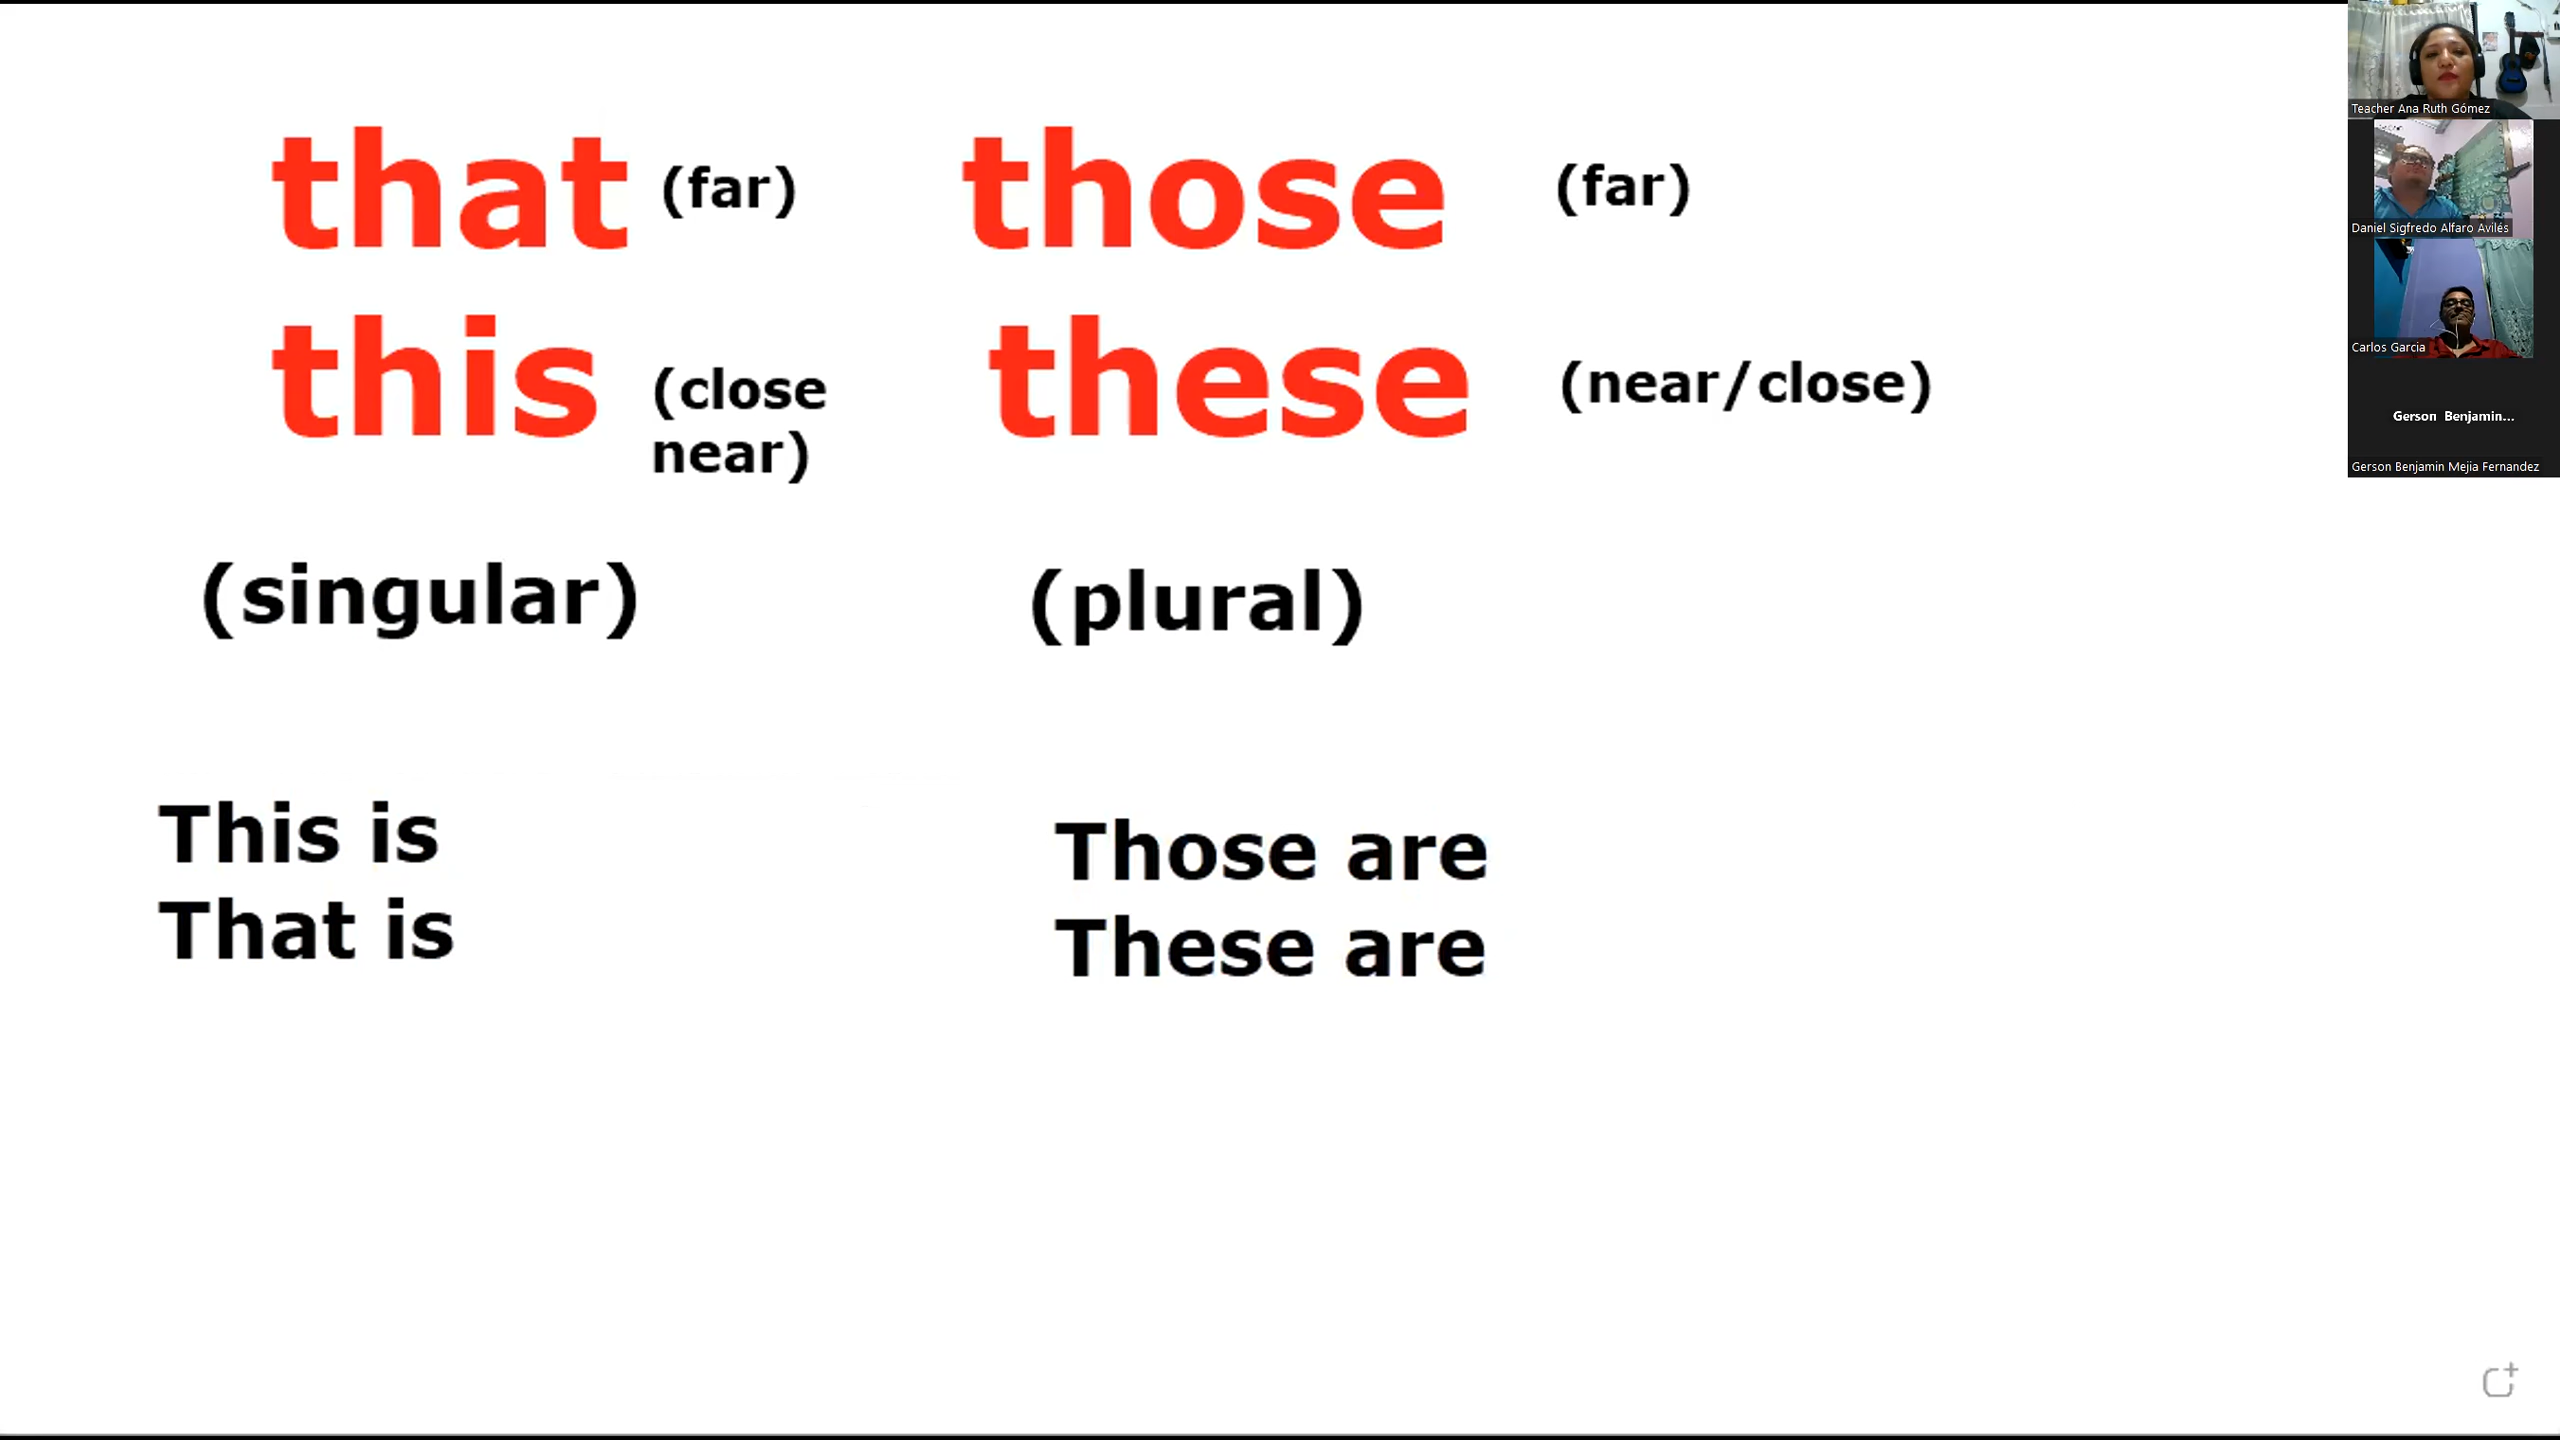 that (far) those (far)
this (close near) these (near/close)
(singular) (plural)
This is
That is
Those are
These are
Teacher Ana Ruth Gómez
Daniel Sigfredo Alfaro Avilés
Carlos Garcia
Gerson Benjamin...
Gerson Benjamin Mejia Fernandez